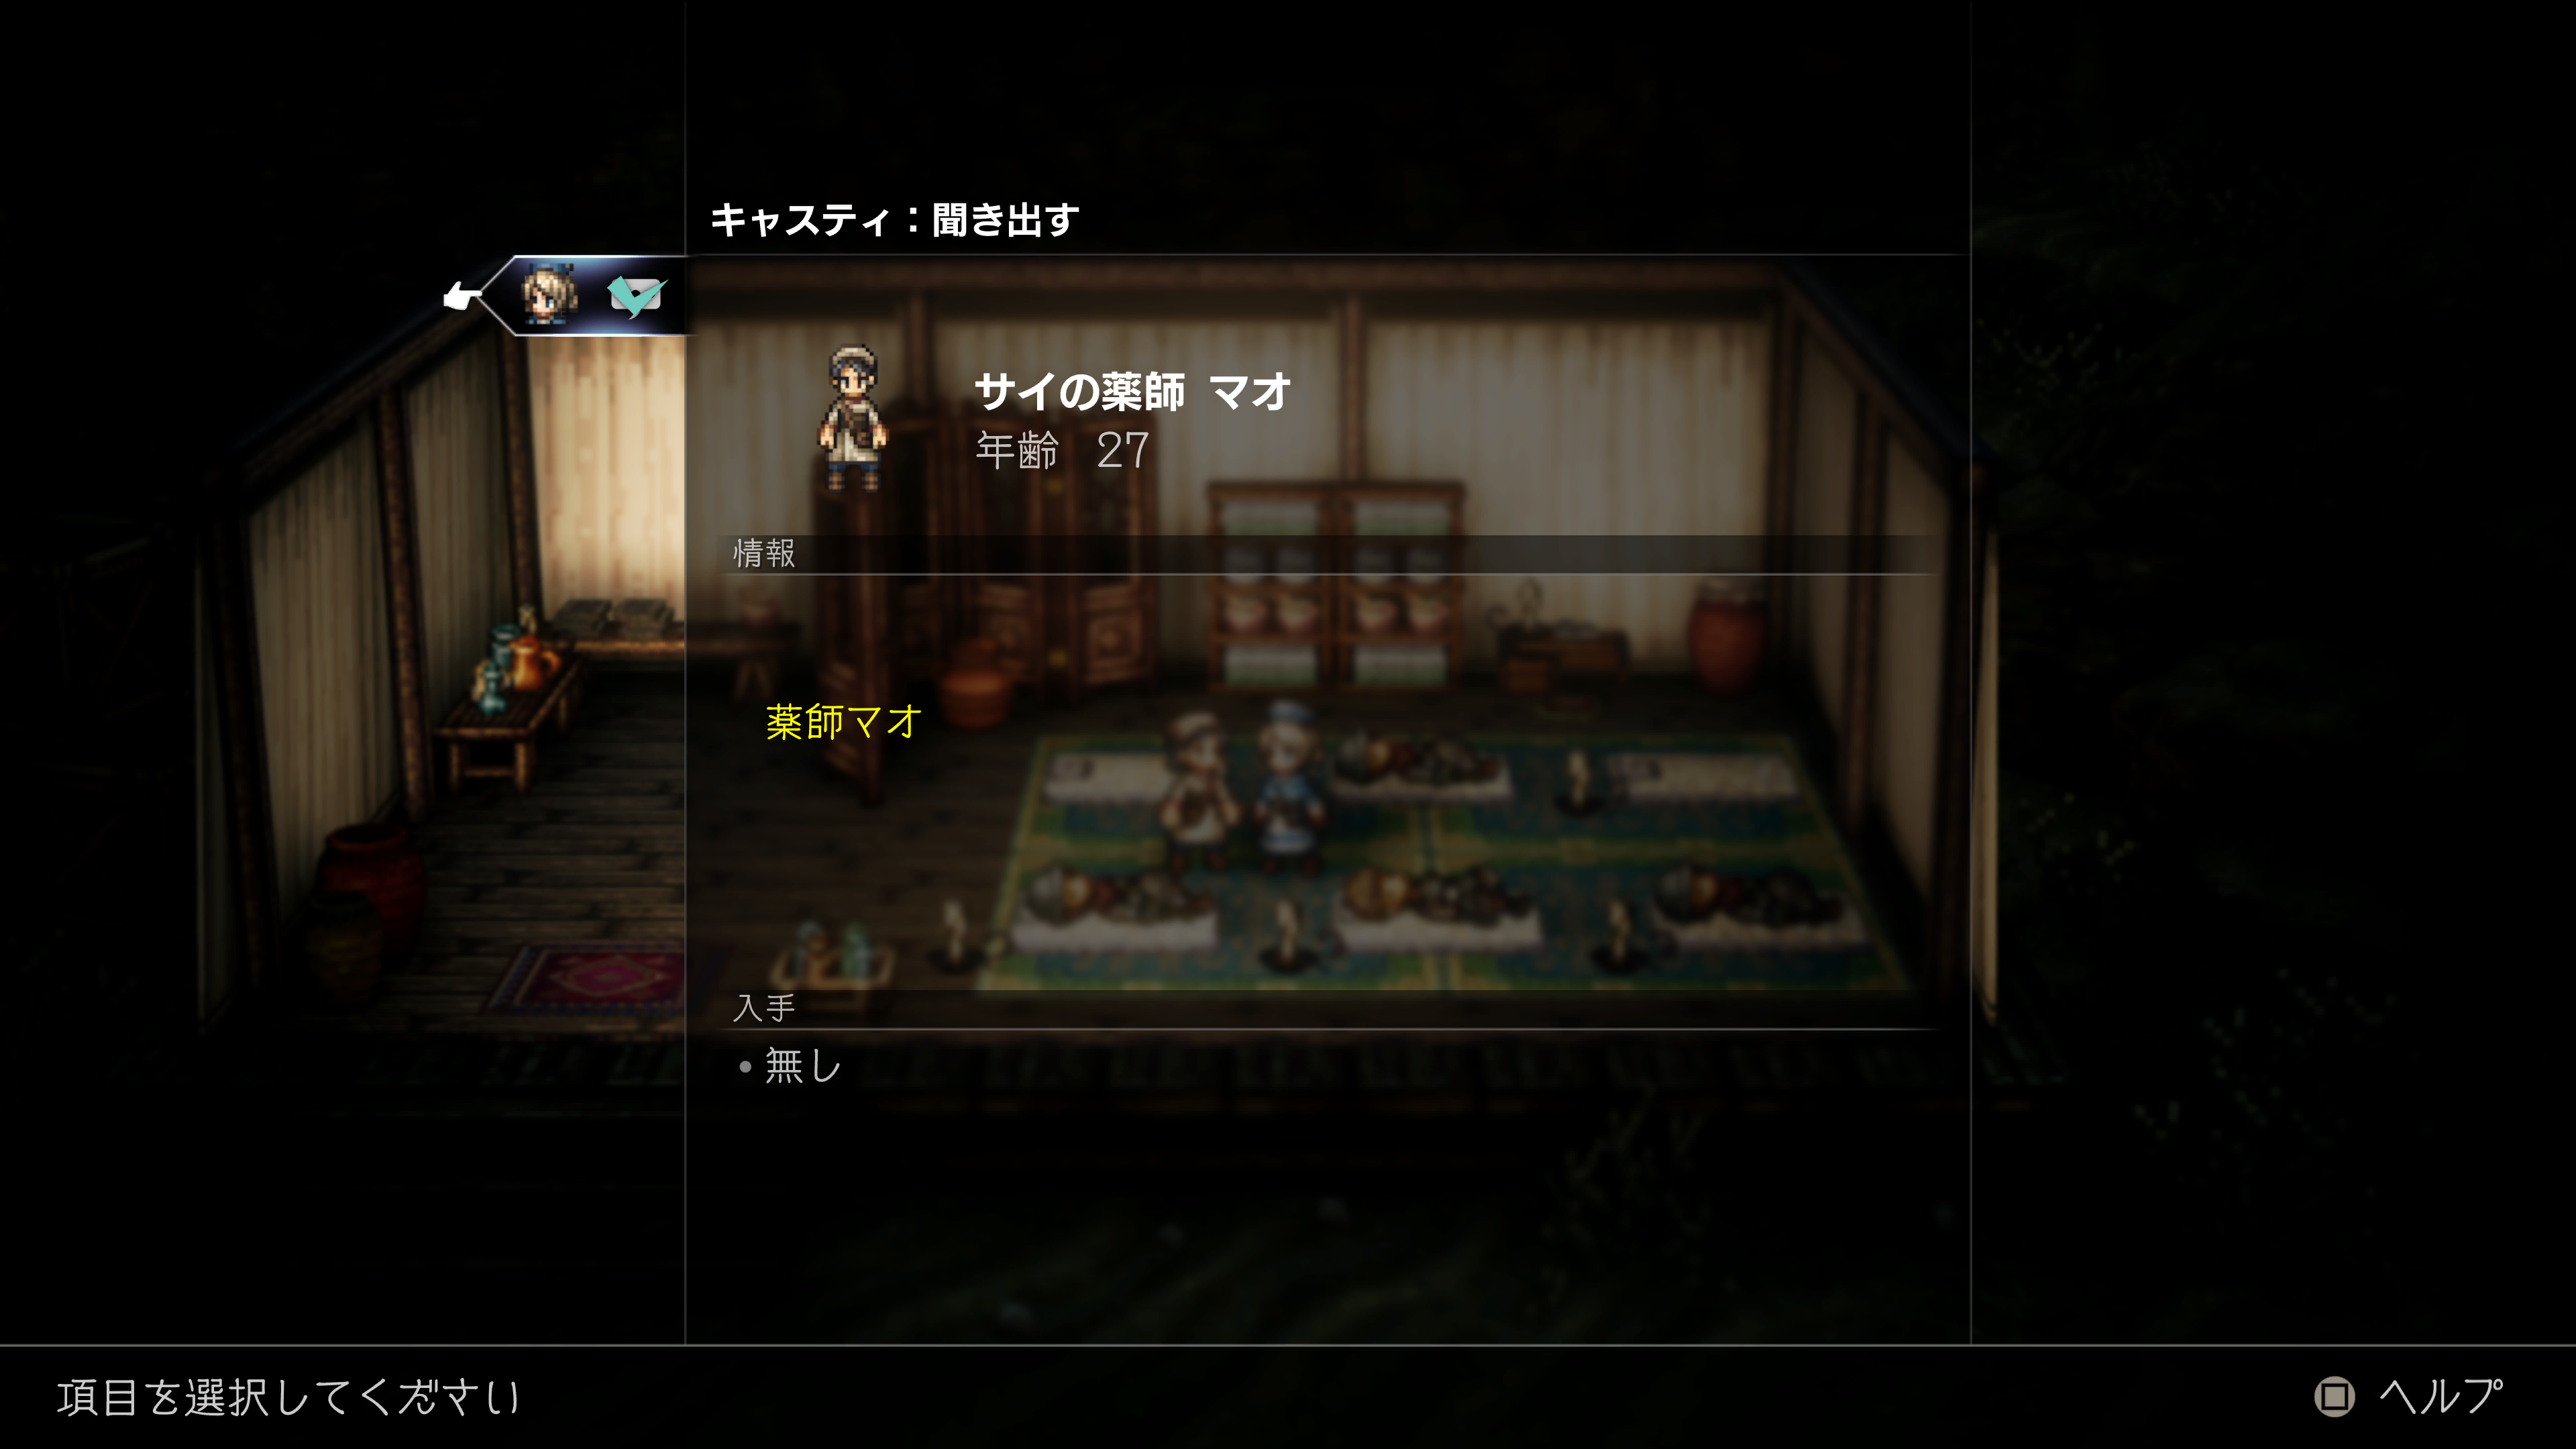 キャスティ：聞き出す
サイの薬師 マオ
年齢 27
情報
薬師マオ
入手
・無し
項目を選択してください
ヘルプ